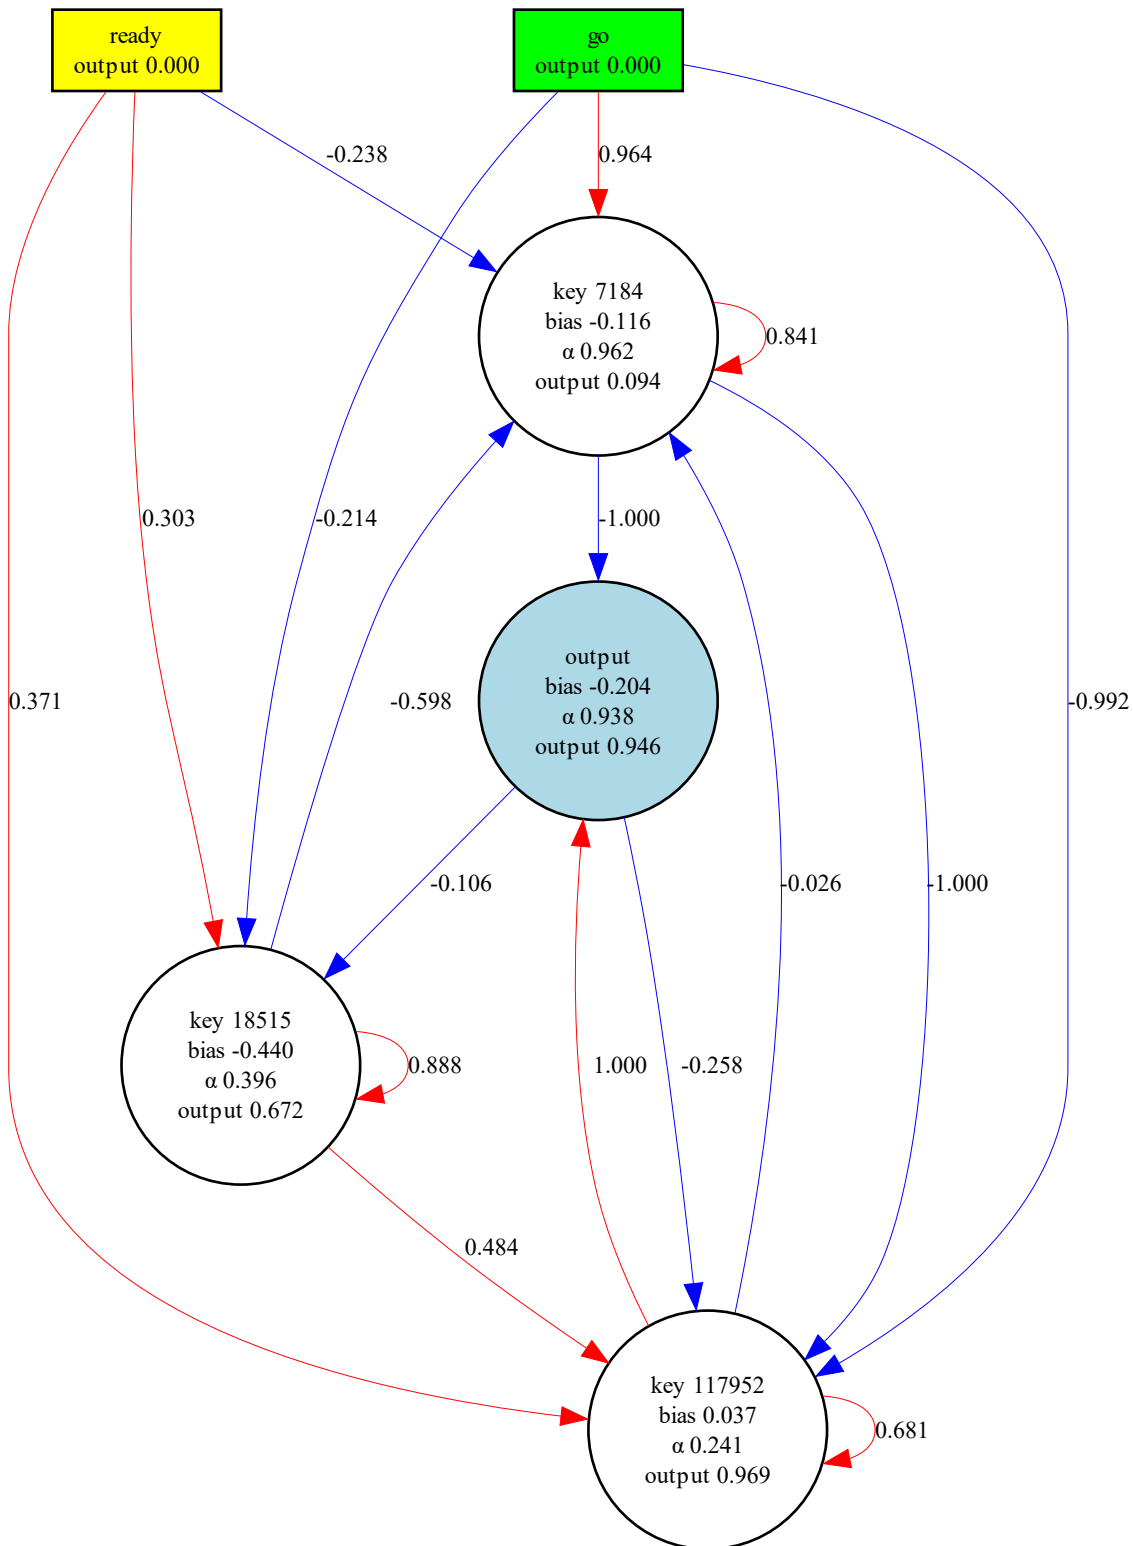 ready
output 0.000
go
output 0.000
-0.238
0.964
key 7184
bias -0.116
α 0.962
output 0.094
0.841
0.303
-0.214
-1.000
0.371
-0.598
output
bias -0.204
α 0.938
output 0.946
-0.992
-0.106
-0.026
-1.000
key 18515
bias -0.440
α 0.396
output 0.672
0.888
1.000
-0.258
0.484
key 117952
bias 0.037
α 0.241
output 0.969
0.681